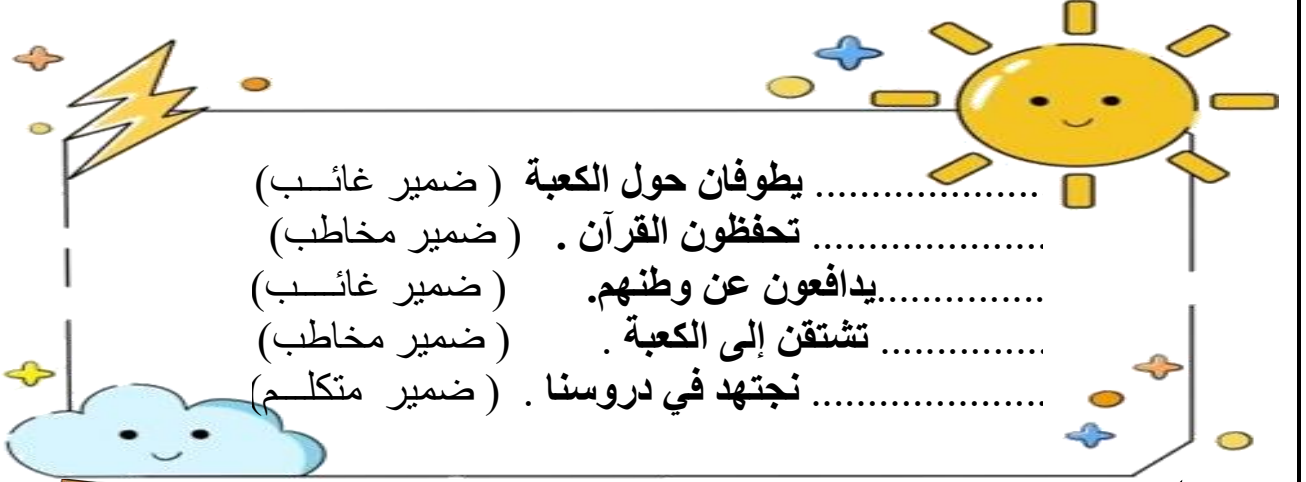 .................... يطوفان حول الكعبة ( ضمير غائـــب)
..................... تحفظون القرآن . ( ضمير مخاطب)
...............يدافعون عن وطنهم. ( ضمير غائــــب)
............... تشتقن إلى الكعبة . ( ضمير مخاطب)
..................... نجتهد في دروسنا . ( ضمير متكلـــم)